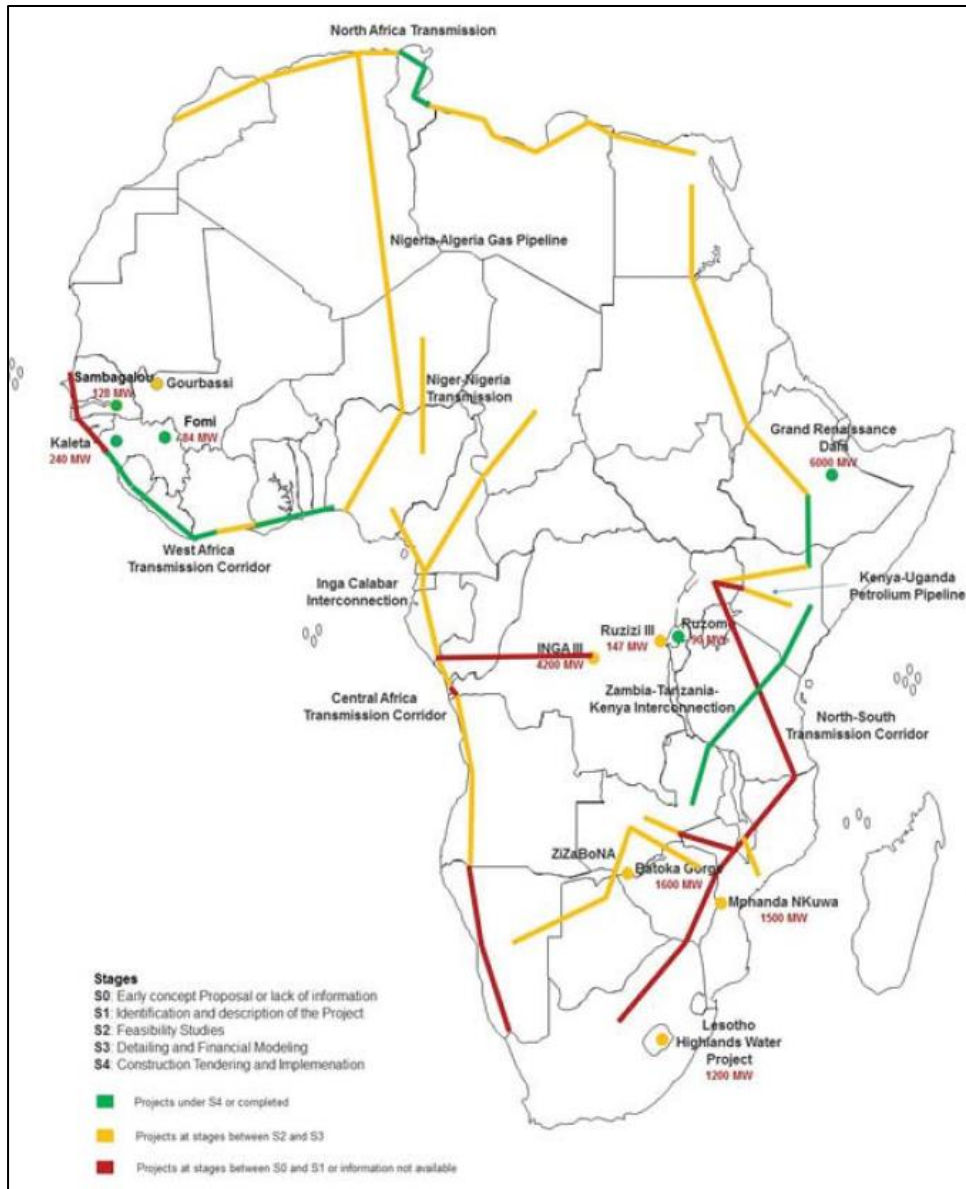 North Africa Transmission
Nigeria-Algeria Gas Pipeline
Sambagalou
128 MW
Gourbassi
Niger-Nigeria
Transmission
Fomi
84 MW
Kaleta
240 MW
Grand Renaissance
Dam
6000 MW
West Africa
Transmission Corridor
Inga Calabar
Interconnection
Kenya-Uganda
Petrolium Pipeline
Ruzizi III
147 MW
Ruzomo
90 MW
INGA III
4200 MW
Central Africa
Transmission Corridor
Zambia-Tanzania-
Kenya Interconnection
North-South
Transmission Corridor
ZiZaBoNA
Batoka Gorge
1600 MW
Mphanda NKuwa
1500 MW
Lesotho
Highlands Water
Project
1200 MW
Stages
S0: Early concept Proposal or lack of information
S1: Identification and description of the Project
S2: Feasibility Studies
S3: Detailing and Financial Modeling
S4: Construction Tendering and Implemenation
Projects under S4 or completed
Projects at stages between S2 and S3
Projects at stages between S0 and S1 or information not available